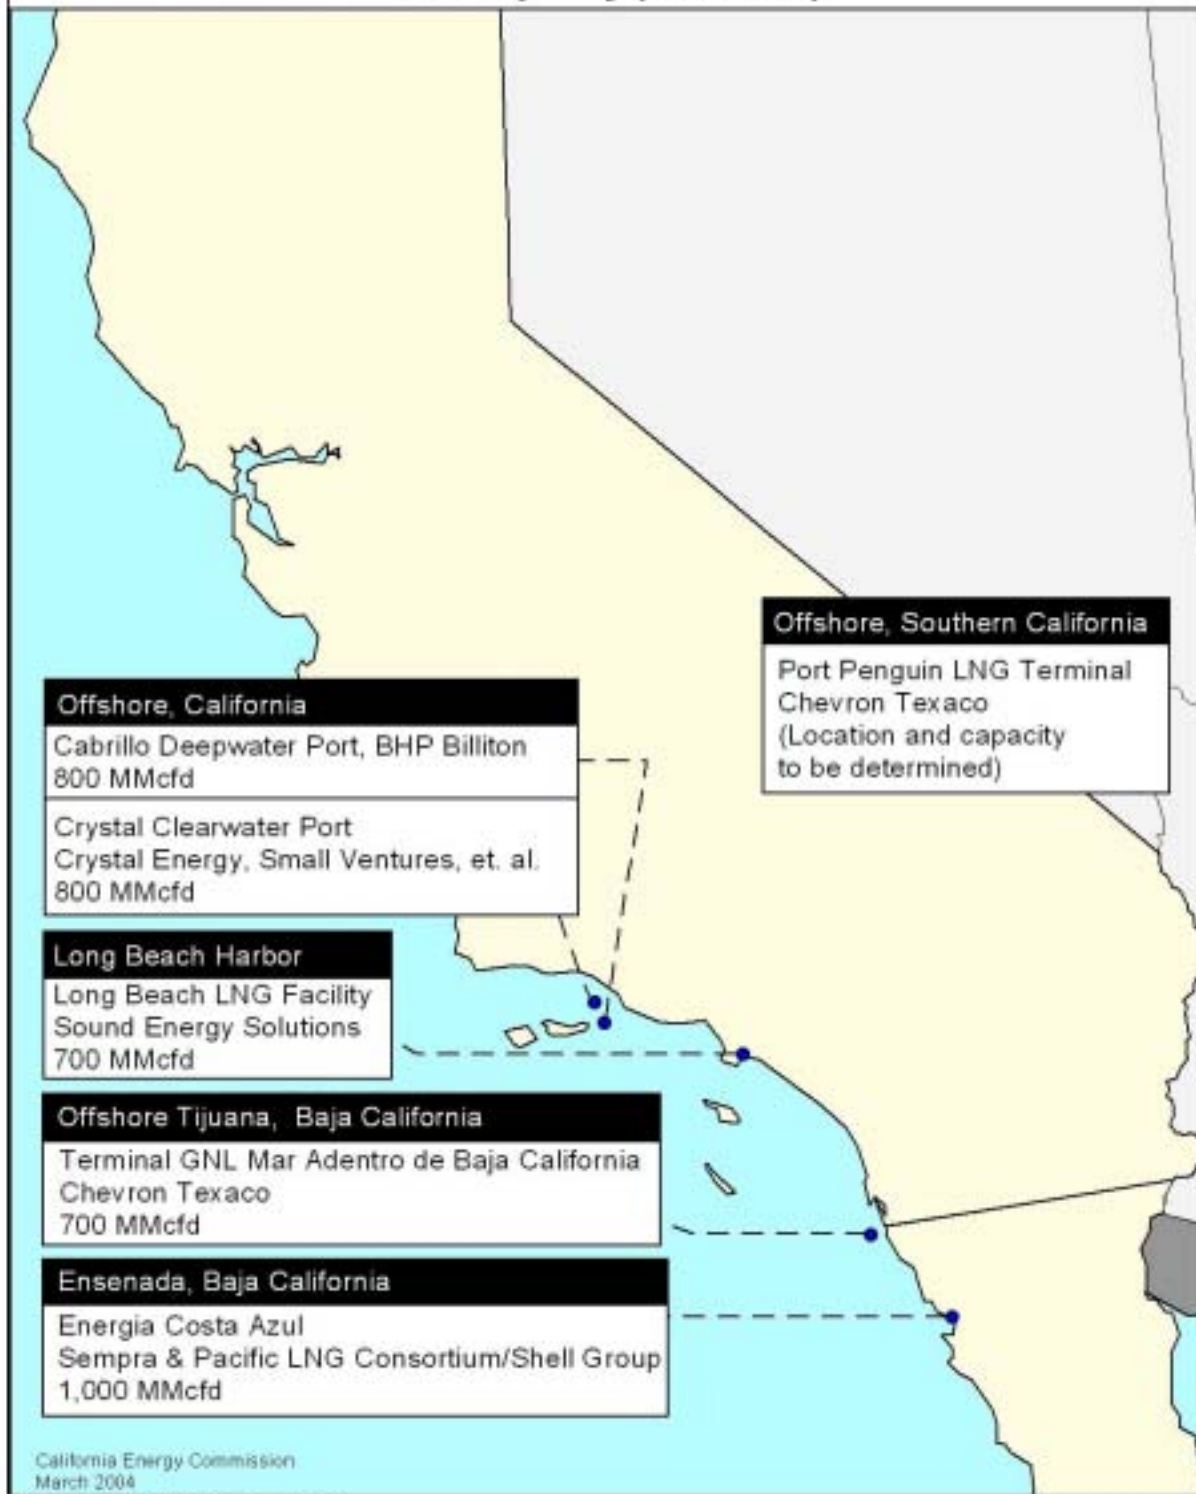 Offshore, Southern California
Port Penguin LNG Terminal
Chevron Texaco
(Location and capacity
to be determined)
Offshore, California
Cabrillo Deepwater Port, BHP Billiton
800 MMcfd
Crystal Clearwater Port
Crystal Energy, Small Ventures, et. al.
800 MMcfd
Long Beach Harbor
Long Beach LNG Facility
Sound Energy Solutions
700 MMcfd
Offshore Tijuana, Baja California
Terminal GNL Mar Adentro de Baja California
Chevron Texaco
700 MMcfd
Ensenada, Baja California
Energia Costa Azul
Sempra & Pacific LNG Consortium/Shell Group
1,000 MMcfd
California Energy Commission
March 2004